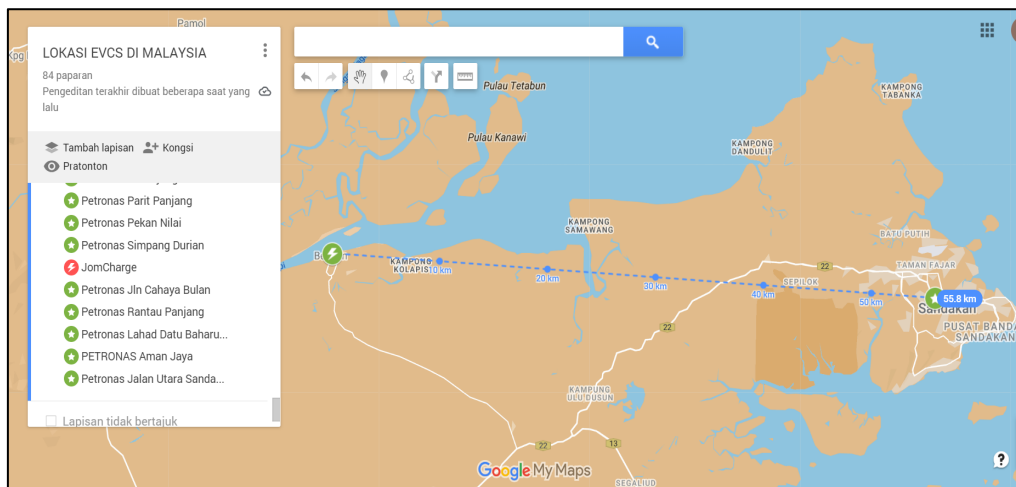 Pamol
Kpg
LOKASI EVCS DI MALAYSIA
84 paparan
Pengeditan terakhir dibuat beberapa saat yang
lalu
Tambah lapisan Kongsi
Pratonton
Petronas Parit Panjang
Petronas Pekan Nilai
Petronas Simpang Durian
JomCharge
Petronas Jln Cahaya Bulan
Petronas Rantau Panjang
Petronas Lahad Datu Baharu...
PETRONAS Aman Jaya
Petronas Jalan Utara Sanda...
Lapisan tidak bertajuk
Pulau Tetabun
Pulau Kanawi
KAMPONG
TABANKA
KAMPONG
DANDULIT
KAMPONG
SAMAWANG
BATU PUTIH
TAMAN FAJAR
KAMPONG
KOLAPIS
10 km
20 km
30 km
40 km
50 km
55.8 km
22
SEPILOK
Sandakan
PUSAT BANDA
SANDAKAN
22
KAMPUNG
ULU DUSUN
22
13
SEGALIUD
Google My Maps
?